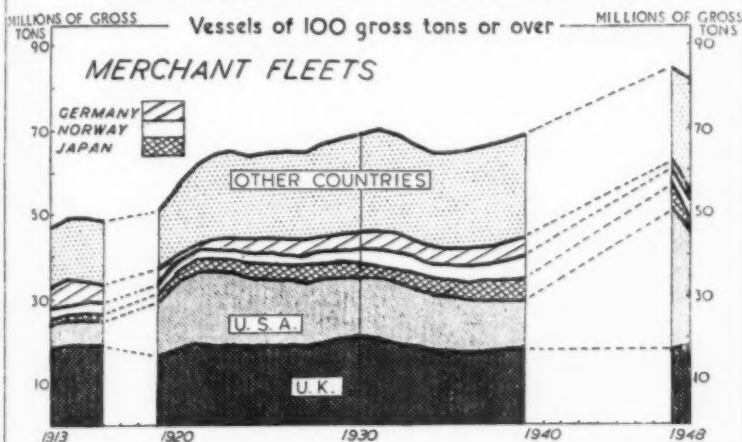 MILLIONS OF GROSS TONS
Vessels of 100 gross tons or over
MILLIONS OF GROSS TONS
90
90
MERCHANT FLEETS
GERMANY
NORWAY
JAPAN
70
70
OTHER COUNTRIES
50
50
30
30
U.S.A.
U.K.
10
10
1913
1920
1930
1940
1948